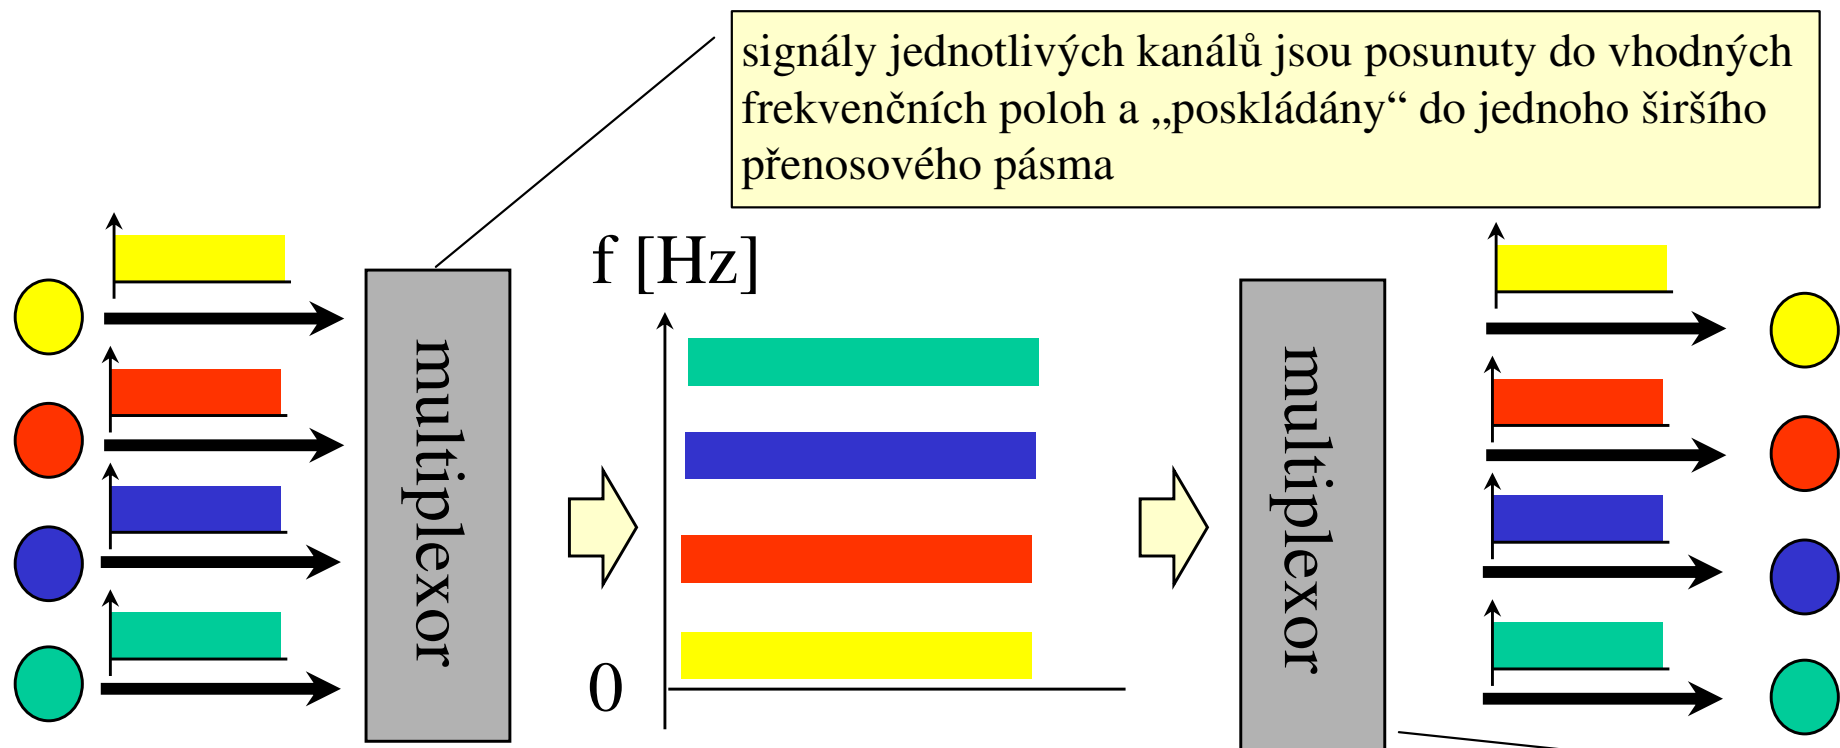 signály jednotlivých kanálů jsou posunuty do vhodných
frekvenčních poloh a „poskládány“ do jednoho širšího
přenosového pásma
f [Hz]
multiplexor
multiplexor
0